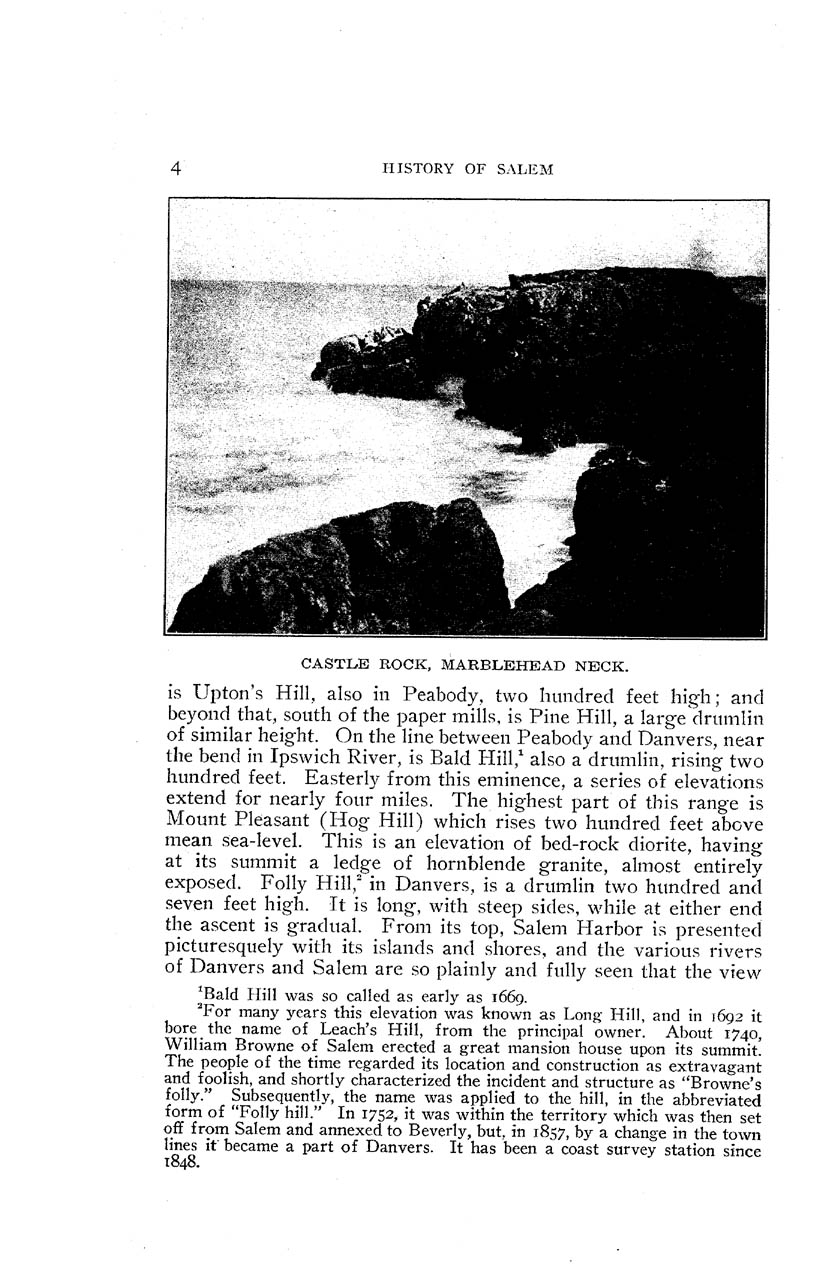 4 HISTORY OF SALEM
CASTLE ROCK, MARBLEHEAD NECK.
is Upton's Hill, also in Peabody, two hundred feet high; and
beyond that, south of the paper mills, is Pine Hill, a large drumlin
of similar height. On the line between Peabody and Danvers, near
the bend in Ipswich River, is Bald Hill,¹ also a drumlin, rising two
hundred feet. Easterly from this eminence, a series of elevations
extend for nearly four miles. The highest part of this range is
Mount Pleasant (Hog Hill) which rises two hundred feet above
mean sea-level. This is an elevation of bed-rock diorite, having
at its summit a ledge of hornblende granite, almost entirely
exposed. Folly Hill,² in Danvers, is a drumlin two hundred and
seven feet high. It is long, with steep sides, while at either end
the ascent is gradual. From its top, Salem Harbor is presented
picturesquely with its islands and shores, and the various rivers
of Danvers and Salem are so plainly and fully seen that the view
¹Bald Hill was so called as early as 1669.
²For many years this elevation was known as Long Hill, and in 1692 it
bore the name of Leach's Hill, from the principal owner. About 1740,
William Browne of Salem erected a great mansion house upon its summit.
The people of the time regarded its location and construction as extravagant
and foolish, and shortly characterized the incident and structure as "Browne's
folly." Subsequently, the name was applied to the hill, in the abbreviated
form of "Folly hill." In 1752, it was within the territory which was then set
off from Salem and annexed to Beverly, but, in 1857, by a change in the town
lines it became a part of Danvers. It has been a coast survey station since
1848.